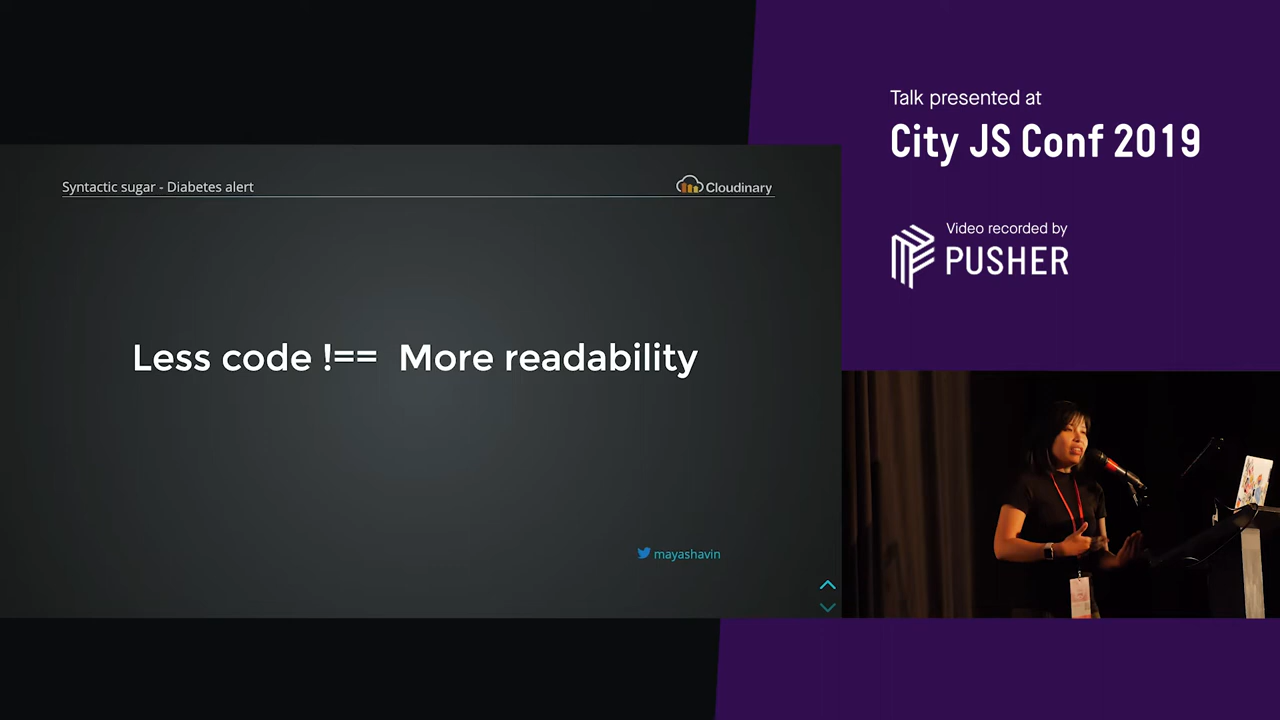 Syntactic sugar - Diabetes alert
Cloudinary
Less code !== More readability
mayashavin
Talk presented at
City JS Conf 2019
Video recorded by
PUSHER